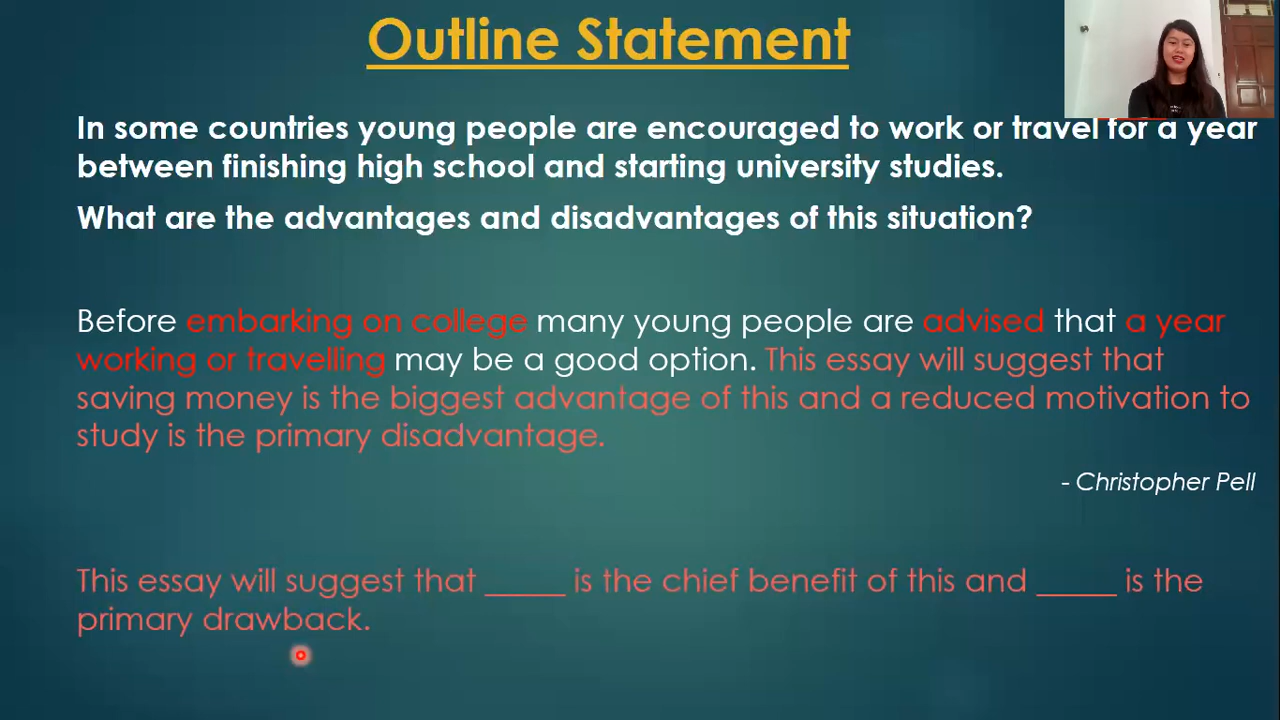 Outline Statement
In some countries young people are encouraged to work or travel for a year
between finishing high school and starting university studies.
What are the advantages and disadvantages of this situation?
Before embarking on college many young people are advised that a year
working or travelling may be a good option. This essay will suggest that
saving money is the biggest advantage of this and a reduced motivation to
study is the primary disadvantage.
- Christopher Pell
This essay will suggest that _____ is the chief benefit of this and _____ is the
primary drawback.